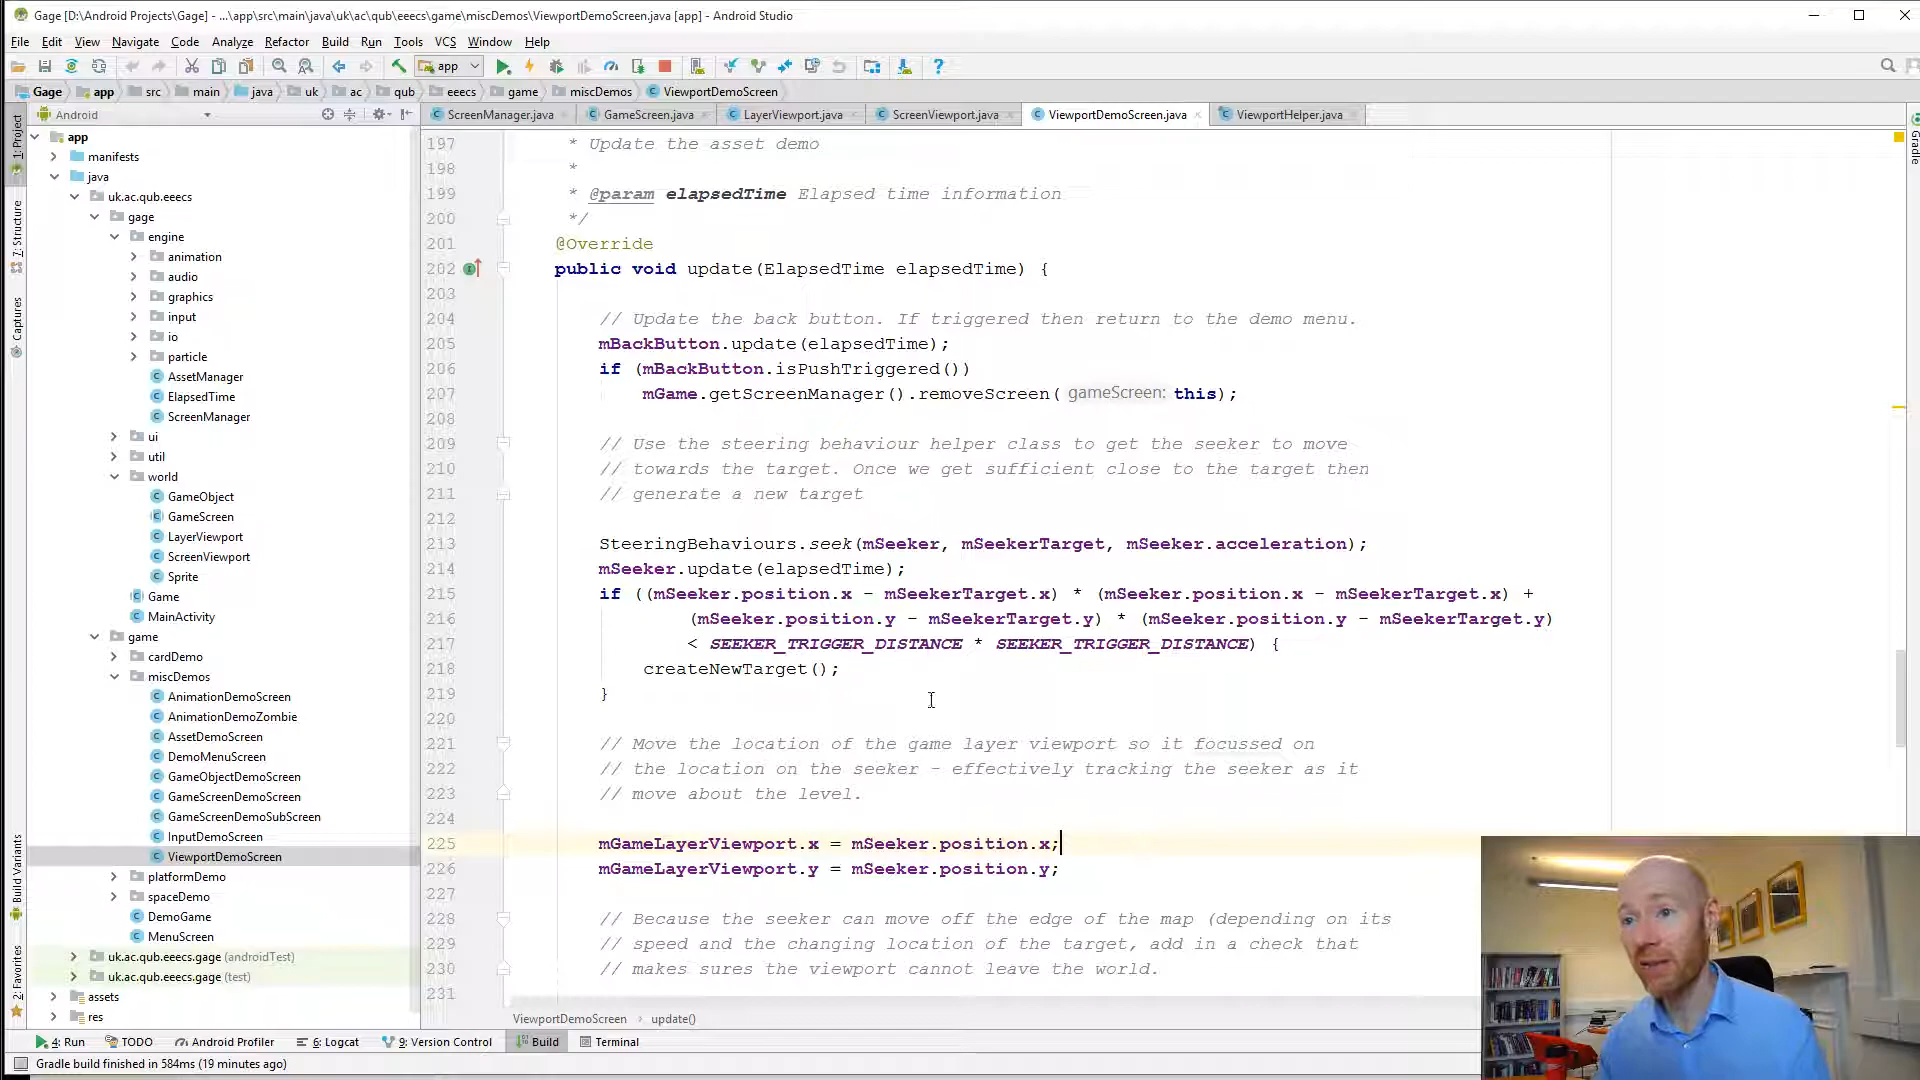 Gage [D:\Android Projects\Gage] - ...\app\src\main\java\uk\ac\qub\eeecs\game\miscDemos\ViewportDemoScreen.java [app] - Android Studio
File Edit View Navigate Code Analyze Refactor Build Run Tools VCS Window Help
app
Gage app src main java uk ac qub eeecs game miscDemos ViewportDemoScreen
Android
ScreenManager.java GameScreen.java LayerViewport.java ScreenViewport.java ViewportDemoScreen.java ViewportHelper.java
1: Project
7: Structure
Captures
Build Variants
2: Favorites
Gradle
app
manifests
java
uk.ac.qub.eeecs
gage
engine
animation
audio
graphics
input
io
particle
AssetManager
ElapsedTime
ScreenManager
ui
util
world
GameObject
GameScreen
LayerViewport
ScreenViewport
Sprite
Game
MainActivity
game
cardDemo
miscDemos
AnimationDemoScreen
AnimationDemoZombie
AssetDemoScreen
DemoMenuScreen
GameObjectDemoScreen
GameScreenDemoScreen
GameScreenDemoSubScreen
InputDemoScreen
ViewportDemoScreen
platformDemo
spaceDemo
DemoGame
MenuScreen
uk.ac.qub.eeecs.gage (androidTest)
uk.ac.qub.eeecs.gage (test)
assets
res
197 * Update the asset demo
198 *
199 * @param elapsedTime Elapsed time information
200 */
201 @Override
202 public void update(ElapsedTime elapsedTime) {
203
204 // Update the back button. If triggered then return to the demo menu.
205 mBackButton.update(elapsedTime);
206 if (mBackButton.isPushTriggered())
207 mGame.getScreenManager().removeScreen( gameScreen: this);
208
209 // Use the steering behaviour helper class to get the seeker to move
210 // towards the target. Once we get sufficient close to the target then
211 // generate a new target
212
213 SteeringBehaviours.seek(mSeeker, mSeekerTarget, mSeeker.acceleration);
214 mSeeker.update(elapsedTime);
215 if ((mSeeker.position.x - mSeekerTarget.x) * (mSeeker.position.x - mSeekerTarget.x) +
216 (mSeeker.position.y - mSeekerTarget.y) * (mSeeker.position.y - mSeekerTarget.y)
217 < SEEKER_TRIGGER_DISTANCE * SEEKER_TRIGGER_DISTANCE) {
218 createNewTarget();
219 }
220
221 // Move the location of the game layer viewport so it focussed on
222 // the location on the seeker - effectively tracking the seeker as it
223 // move about the level.
224
225 mGameLayerViewport.x = mSeeker.position.x;
226 mGameLayerViewport.y = mSeeker.position.y;
227
228 // Because the seeker can move off the edge of the map (depending on its
229 // speed and the changing location of the target, add in a check that
230 // makes sures the viewport cannot leave the world.
231
ViewportDemoScreen › update()
4: Run TODO Android Profiler 6: Logcat 9: Version Control Build Terminal
Gradle build finished in 584ms (19 minutes ago)